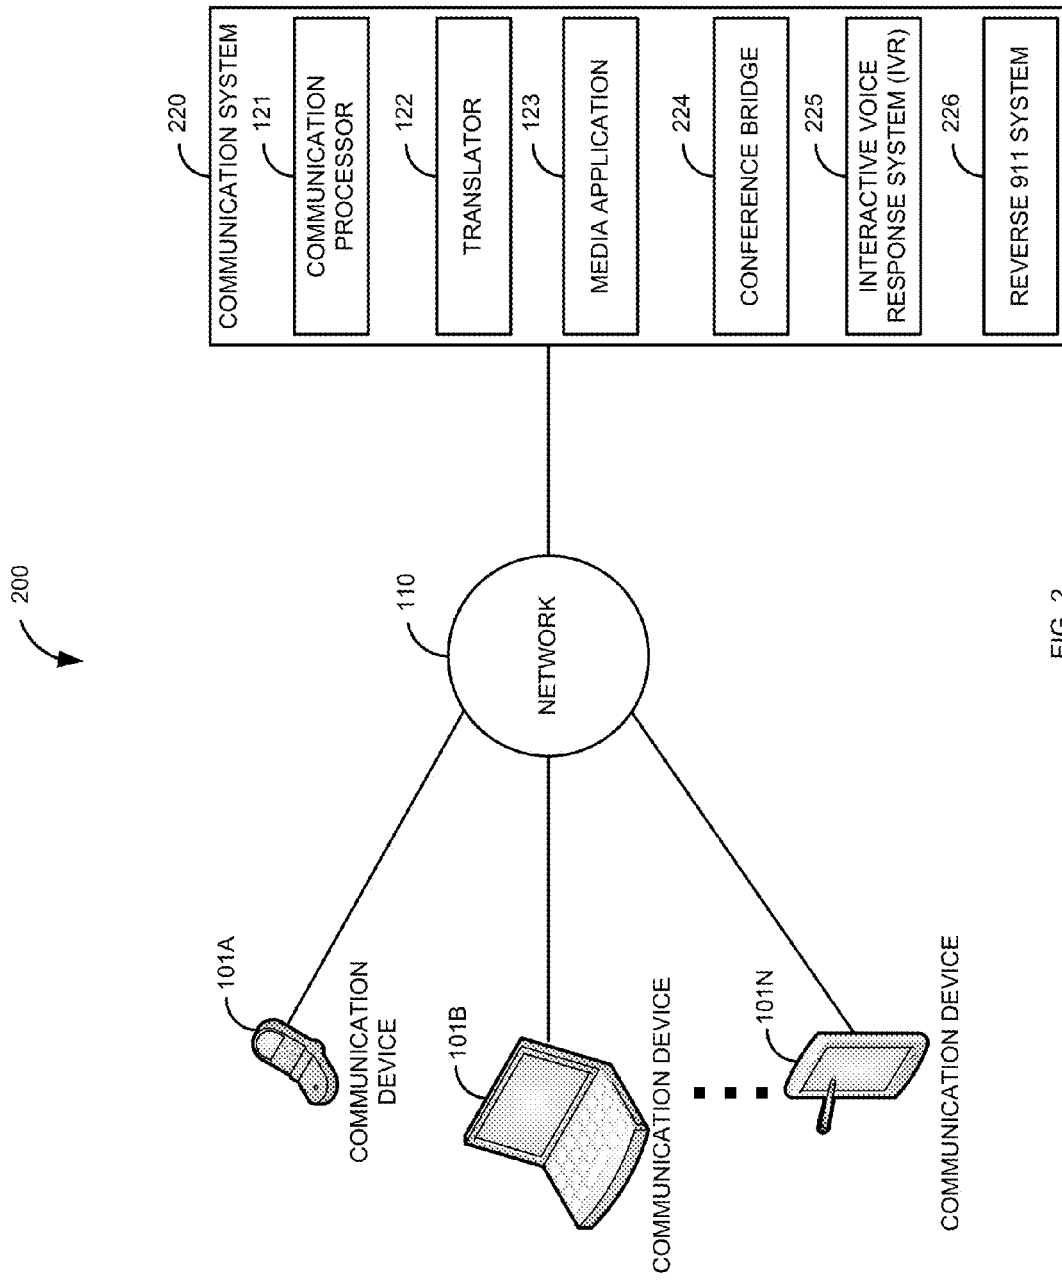 200
220
COMMUNICATION SYSTEM
121
COMMUNICATION
PROCESSOR
122
TRANSLATOR
123
MEDIA APPLICATION
224
CONFERENCE BRIDGE
225
INTERACTIVE VOICE
RESPONSE SYSTEM (IVR)
226
REVERSE 911 SYSTEM
110
NETWORK
101A
COMMUNICATION
DEVICE
101B
COMMUNICATION DEVICE
101N
COMMUNICATION DEVICE
FIG. 2